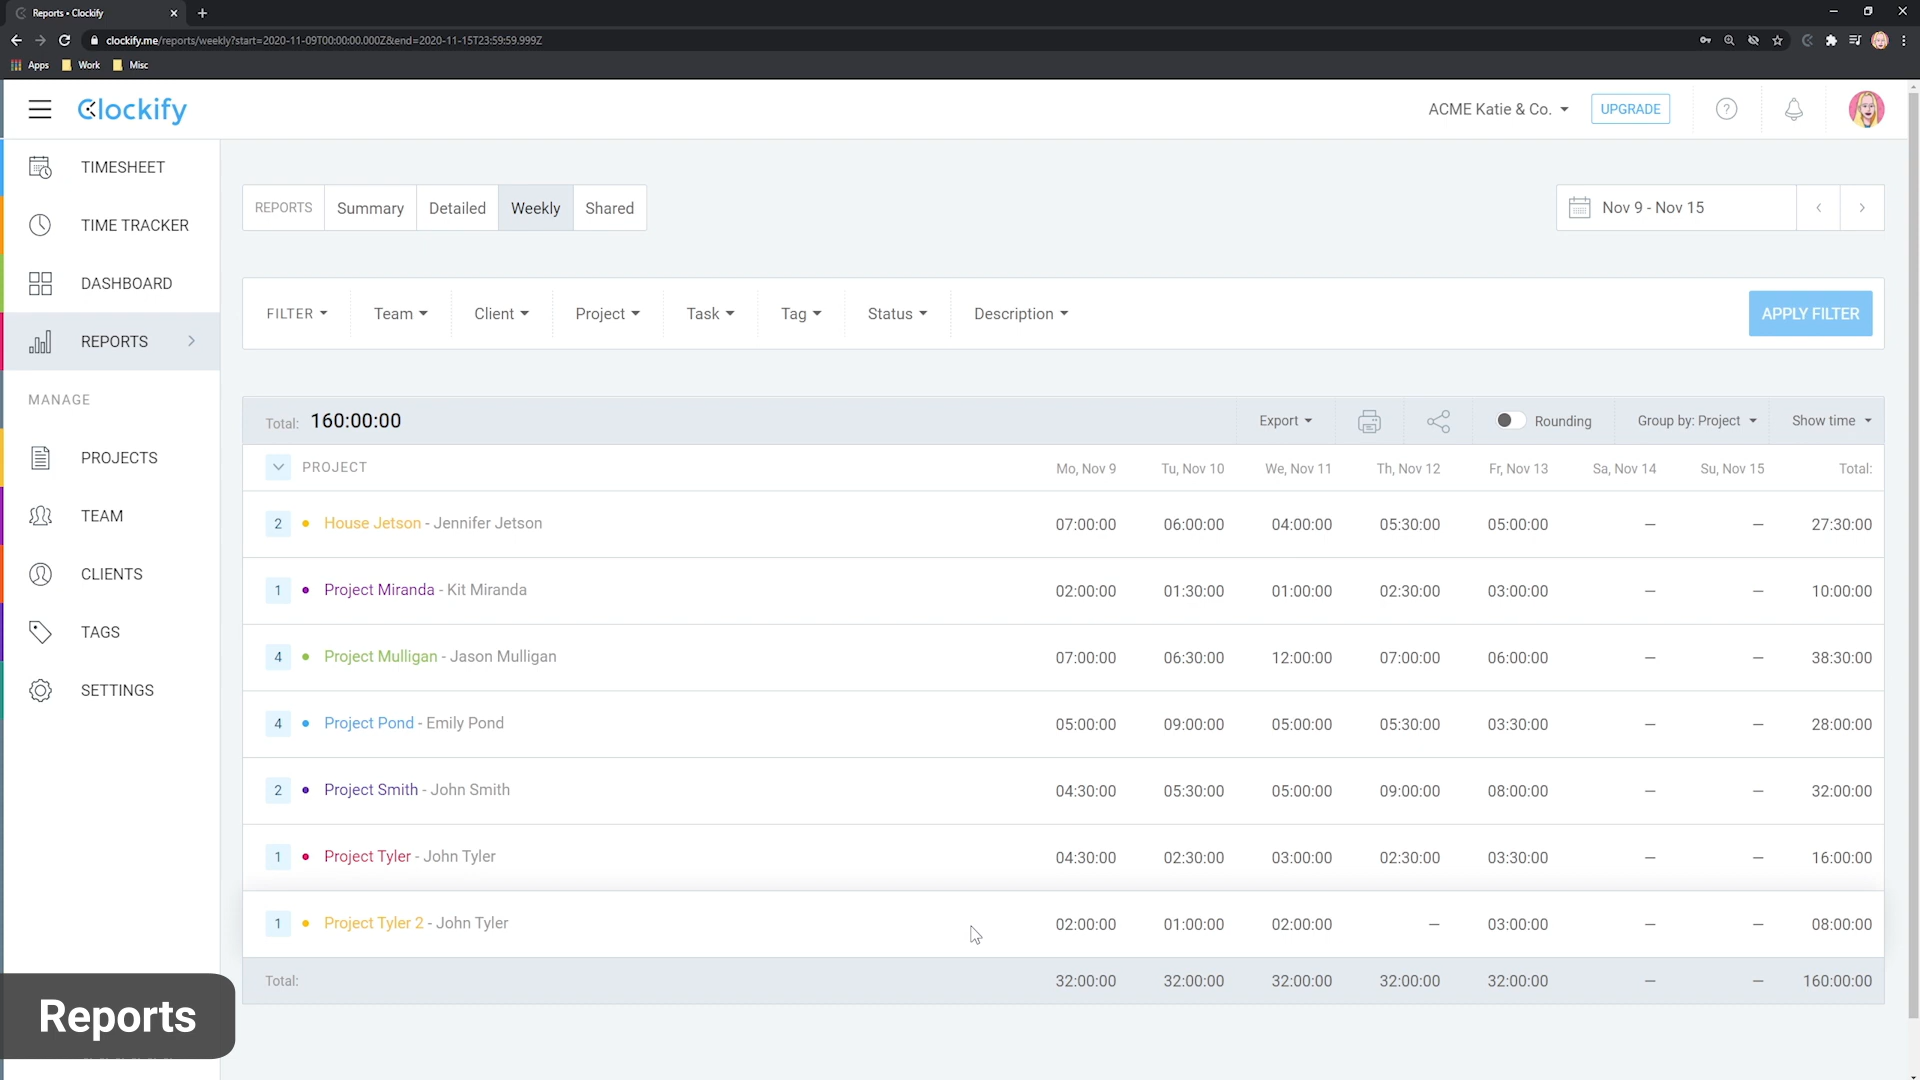 Reports • Clockify
clockify.me/reports/weekly?start=2020-11-09T00:00:00.000Z&end=2020-11-15T23:59:59.999Z
Apps Work Misc
Clockify ACME Katie & Co. UPGRADE ?
TIMESHEET
TIME TRACKER
DASHBOARD
REPORTS
MANAGE
PROJECTS
TEAM
CLIENTS
TAGS
SETTINGS
REPORTS Summary Detailed Weekly Shared Nov 9 - Nov 15
FILTER Team Client Project Task Tag Status Description APPLY FILTER
Total: 160:00:00 Export Rounding Group by: Project Show time
PROJECT Mo, Nov 9 Tu, Nov 10 We, Nov 11 Th, Nov 12 Fr, Nov 13 Sa, Nov 14 Su, Nov 15 Total:
2 • House Jetson - Jennifer Jetson 07:00:00 06:00:00 04:00:00 05:30:00 05:00:00 — — 27:30:00
1 • Project Miranda - Kit Miranda 02:00:00 01:30:00 01:00:00 02:30:00 03:00:00 — — 10:00:00
4 • Project Mulligan - Jason Mulligan 07:00:00 06:30:00 12:00:00 07:00:00 06:00:00 — — 38:30:00
4 • Project Pond - Emily Pond 05:00:00 09:00:00 05:00:00 05:30:00 03:30:00 — — 28:00:00
2 • Project Smith - John Smith 04:30:00 05:30:00 05:00:00 09:00:00 08:00:00 — — 32:00:00
1 • Project Tyler - John Tyler 04:30:00 02:30:00 03:00:00 02:30:00 03:30:00 — — 16:00:00
1 • Project Tyler 2 - John Tyler 02:00:00 01:00:00 02:00:00 — 03:00:00 — — 08:00:00
Total: 32:00:00 32:00:00 32:00:00 32:00:00 32:00:00 — — 160:00:00
Reports